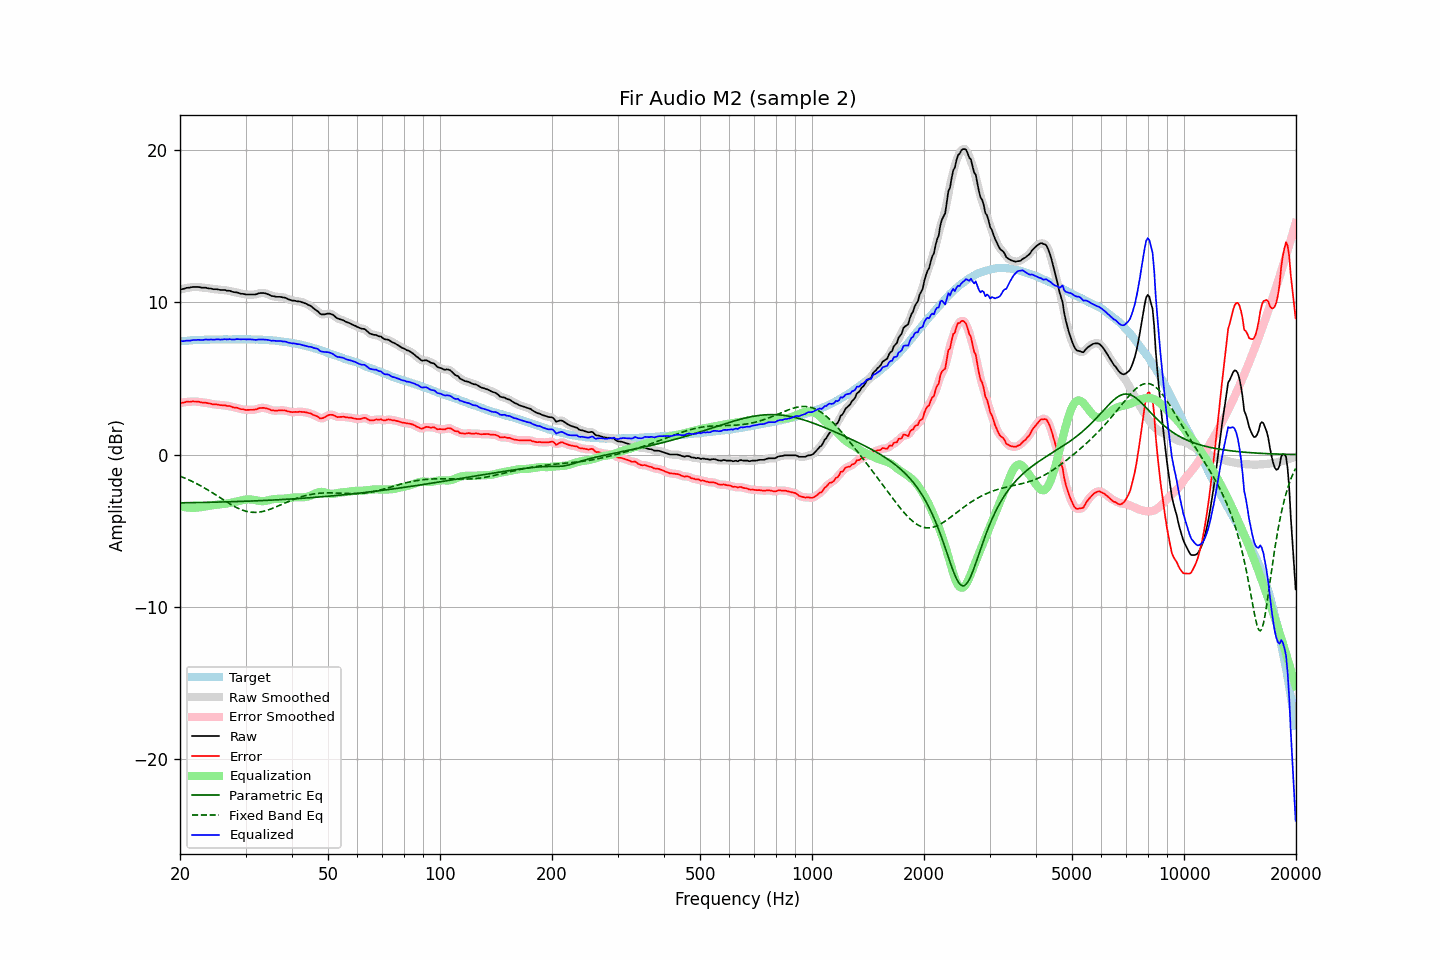 Fir Audio M2 (sample 2)
20
10
0
−10
−20
Amplitude (dBr)
Target
Raw Smoothed
Error Smoothed
Raw
Error
Equalization
Parametric Eq
Fixed Band Eq
Equalized
20 50 100 200 500 1000 2000 5000 10000 20000
Frequency (Hz)